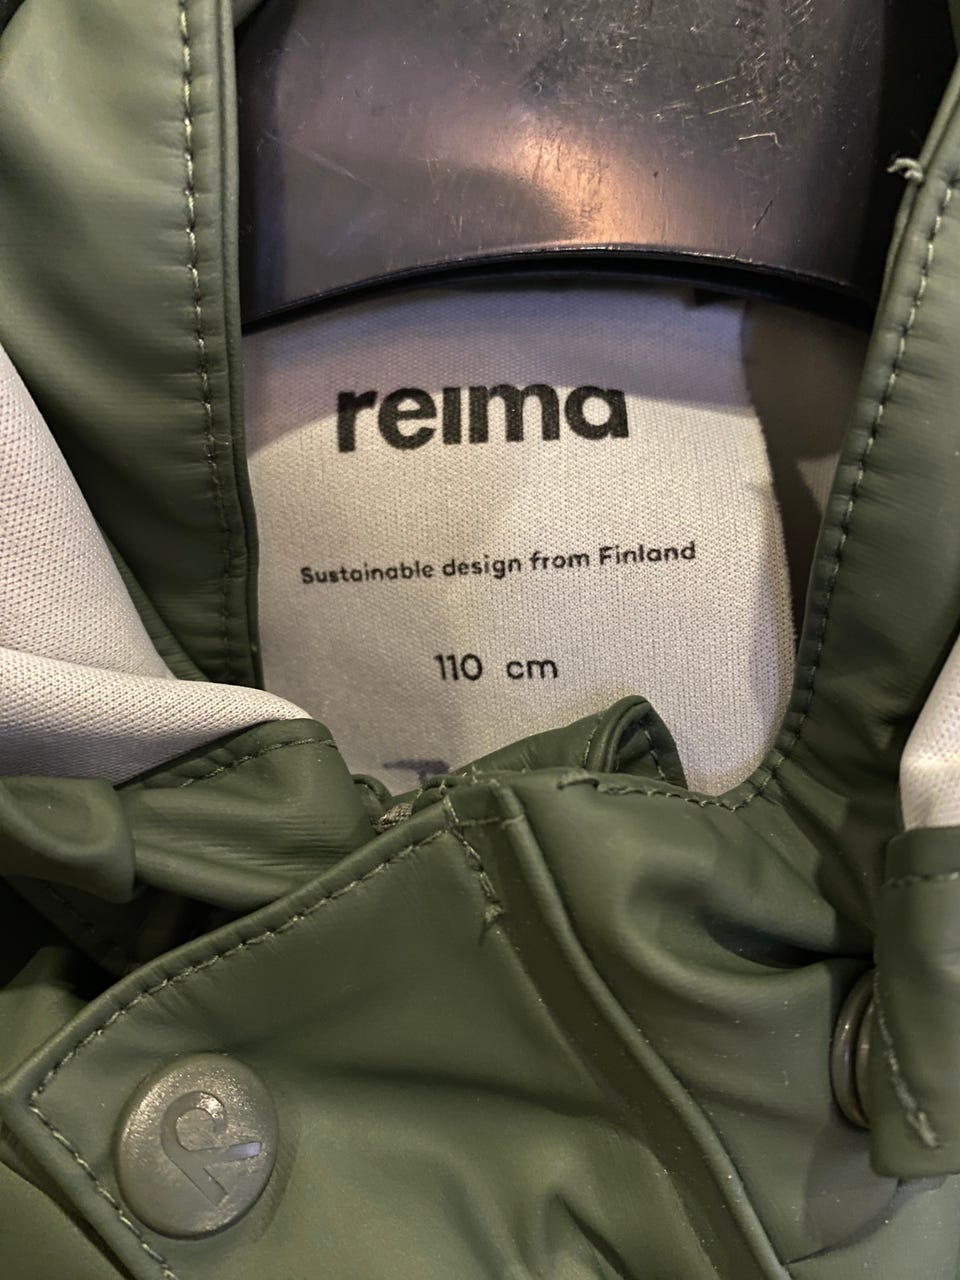 reima
Sustainable design from Finland
110 cm